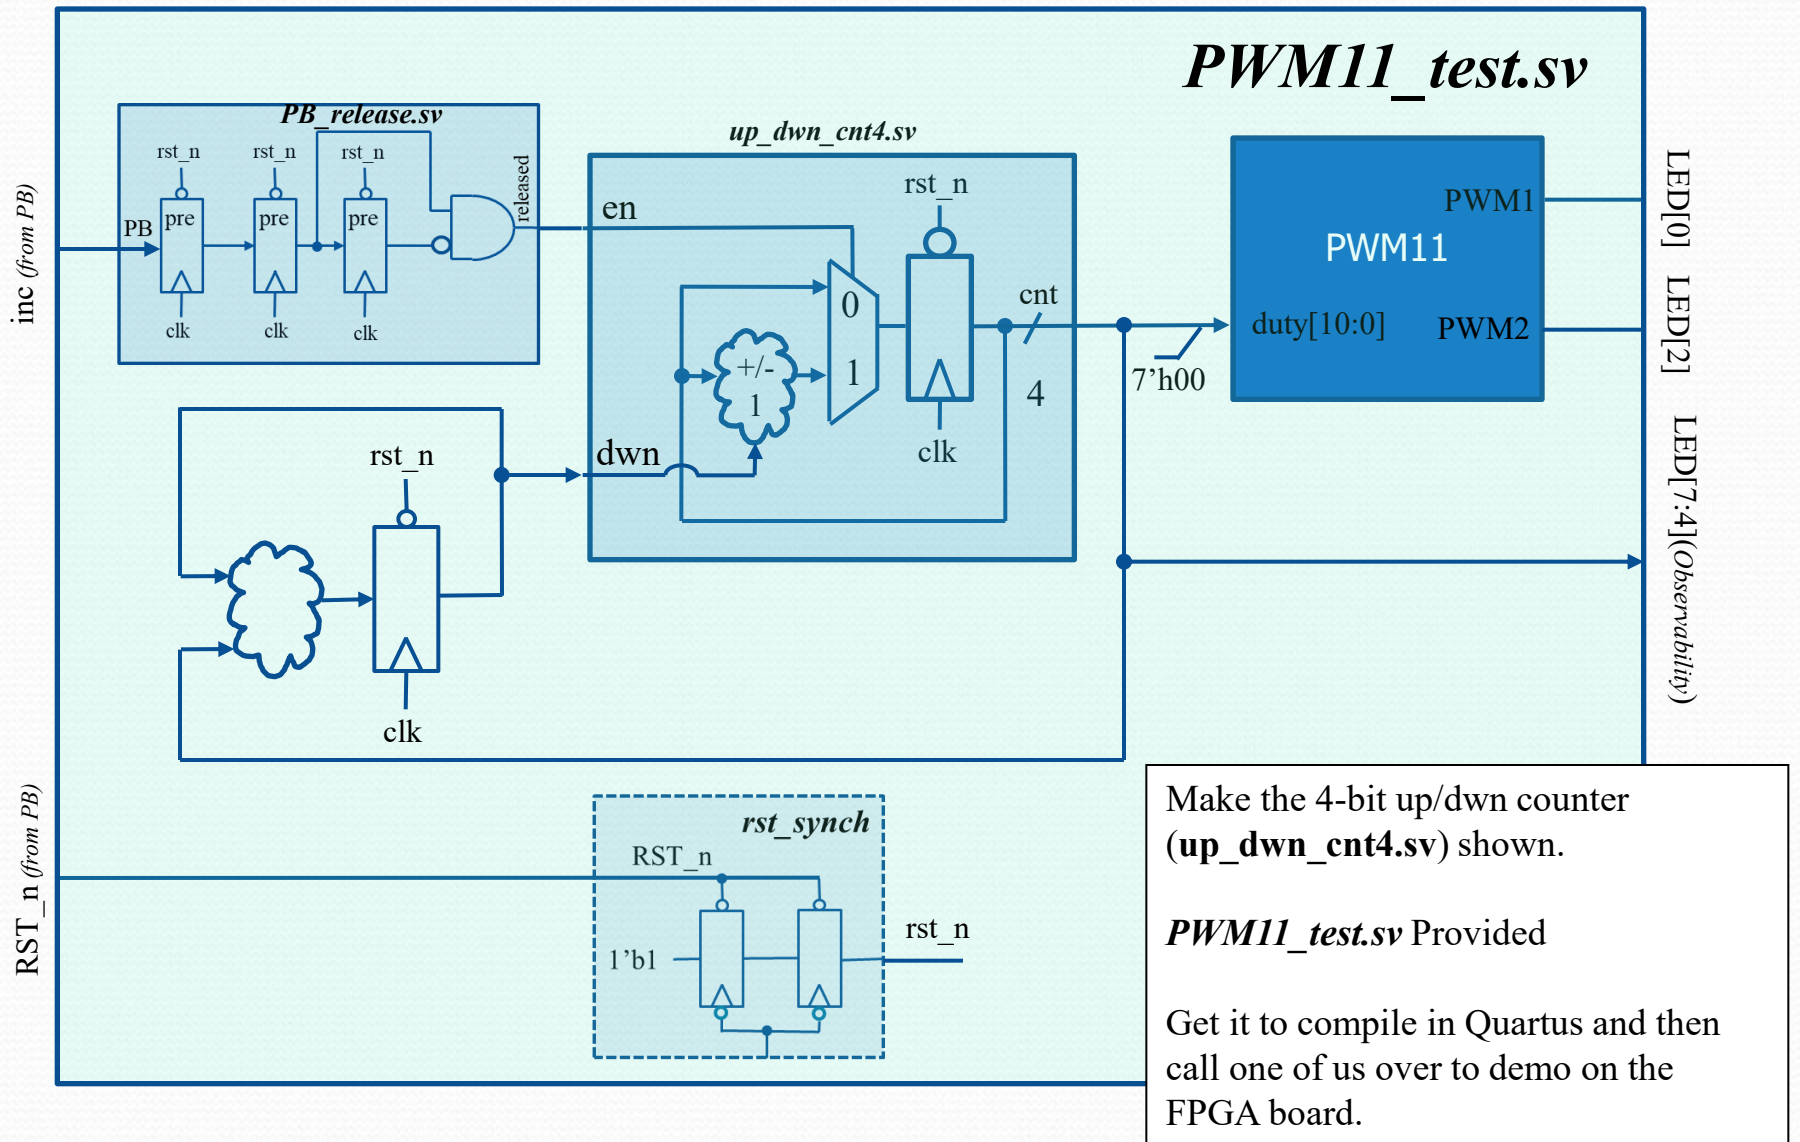 PWM11_test.sv
PB_release.sv
rst_n
rst_n
rst_n
inc (from PB)
PB
pre
pre
pre
released
clk
clk
clk
up_dwn_cnt4.sv
en
rst_n
0
+/-
1
1
cnt
4
clk
dwn
7'h00
PWM1
PWM11
duty[10:0]
PWM2
LED[0]
LED[2]
LED[7:4](Observability)
rst_n
clk
RST_n (from PB)
rst_synch
RST_n
1'b1
rst_n
Make the 4-bit up/dwn counter
(up_dwn_cnt4.sv) shown.
PWM11_test.sv Provided
Get it to compile in Quartus and then
call one of us over to demo on the
FPGA board.